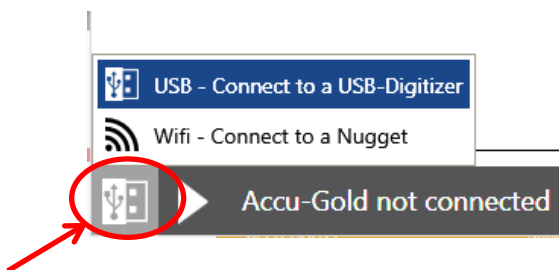 USB - Connect to a USB-Digitizer
Wifi - Connect to a Nugget
Accu-Gold not connected